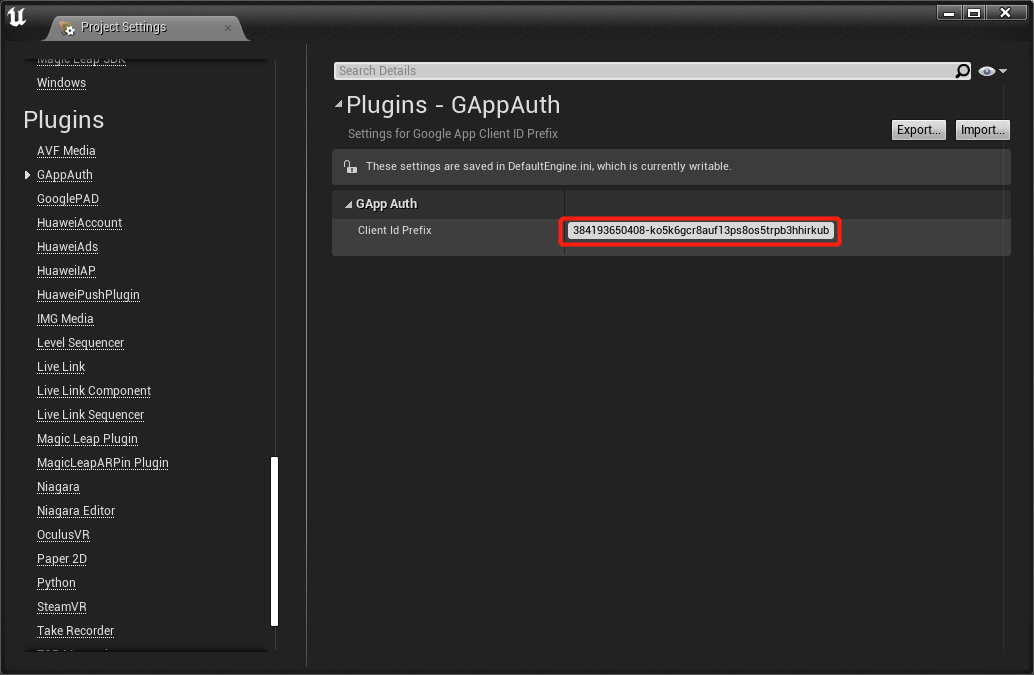 Project Settings
Magic Leap SDK
Windows
Plugins
AVF Media
GAppAuth
GooglePAD
HuaweiAccount
HuaweiAds
HuaweiIAP
HuaweiPushPlugin
IMG Media
Level Sequencer
Live Link
Live Link Component
Live Link Sequencer
Magic Leap Plugin
MagicLeapARPin Plugin
Niagara
Niagara Editor
OculusVR
Paper 2D
Python
SteamVR
Take Recorder
Search Details
Plugins - GAppAuth
Settings for Google App Client ID Prefix
Export...
Import...
These settings are saved in DefaultEngine.ini, which is currently writable.
GApp Auth
Client Id Prefix
384193650408-ko5k6gcr8auf13ps8os5trpb3hhirkub